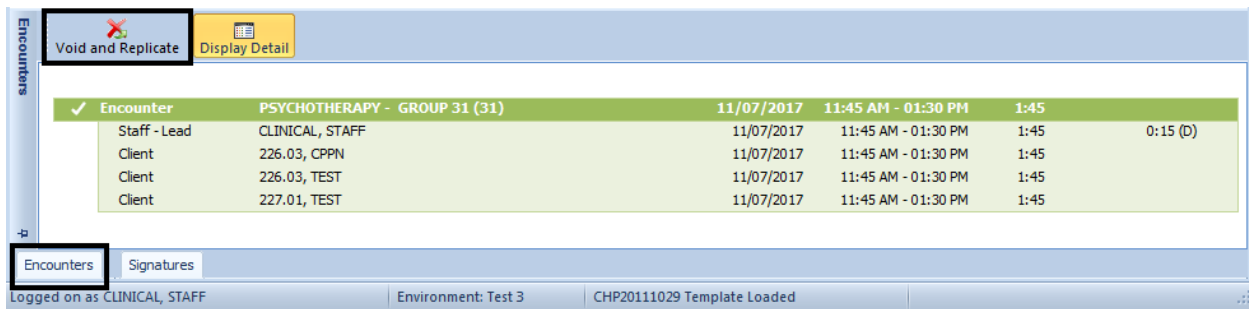 Encounters
Void and Replicate Display Detail
✓ Encounter PSYCHOTHERAPY - GROUP 31 (31) 11/07/2017 11:45 AM - 01:30 PM 1:45
Staff - Lead CLINICAL, STAFF 11/07/2017 11:45 AM - 01:30 PM 1:45 0:15 (D)
Client 226.03, CPPN 11/07/2017 11:45 AM - 01:30 PM 1:45
Client 226.03, TEST 11/07/2017 11:45 AM - 01:30 PM 1:45
Client 227.01, TEST 11/07/2017 11:45 AM - 01:30 PM 1:45
Encounters Signatures
Logged on as CLINICAL, STAFF Environment: Test 3 CHP20111029 Template Loaded